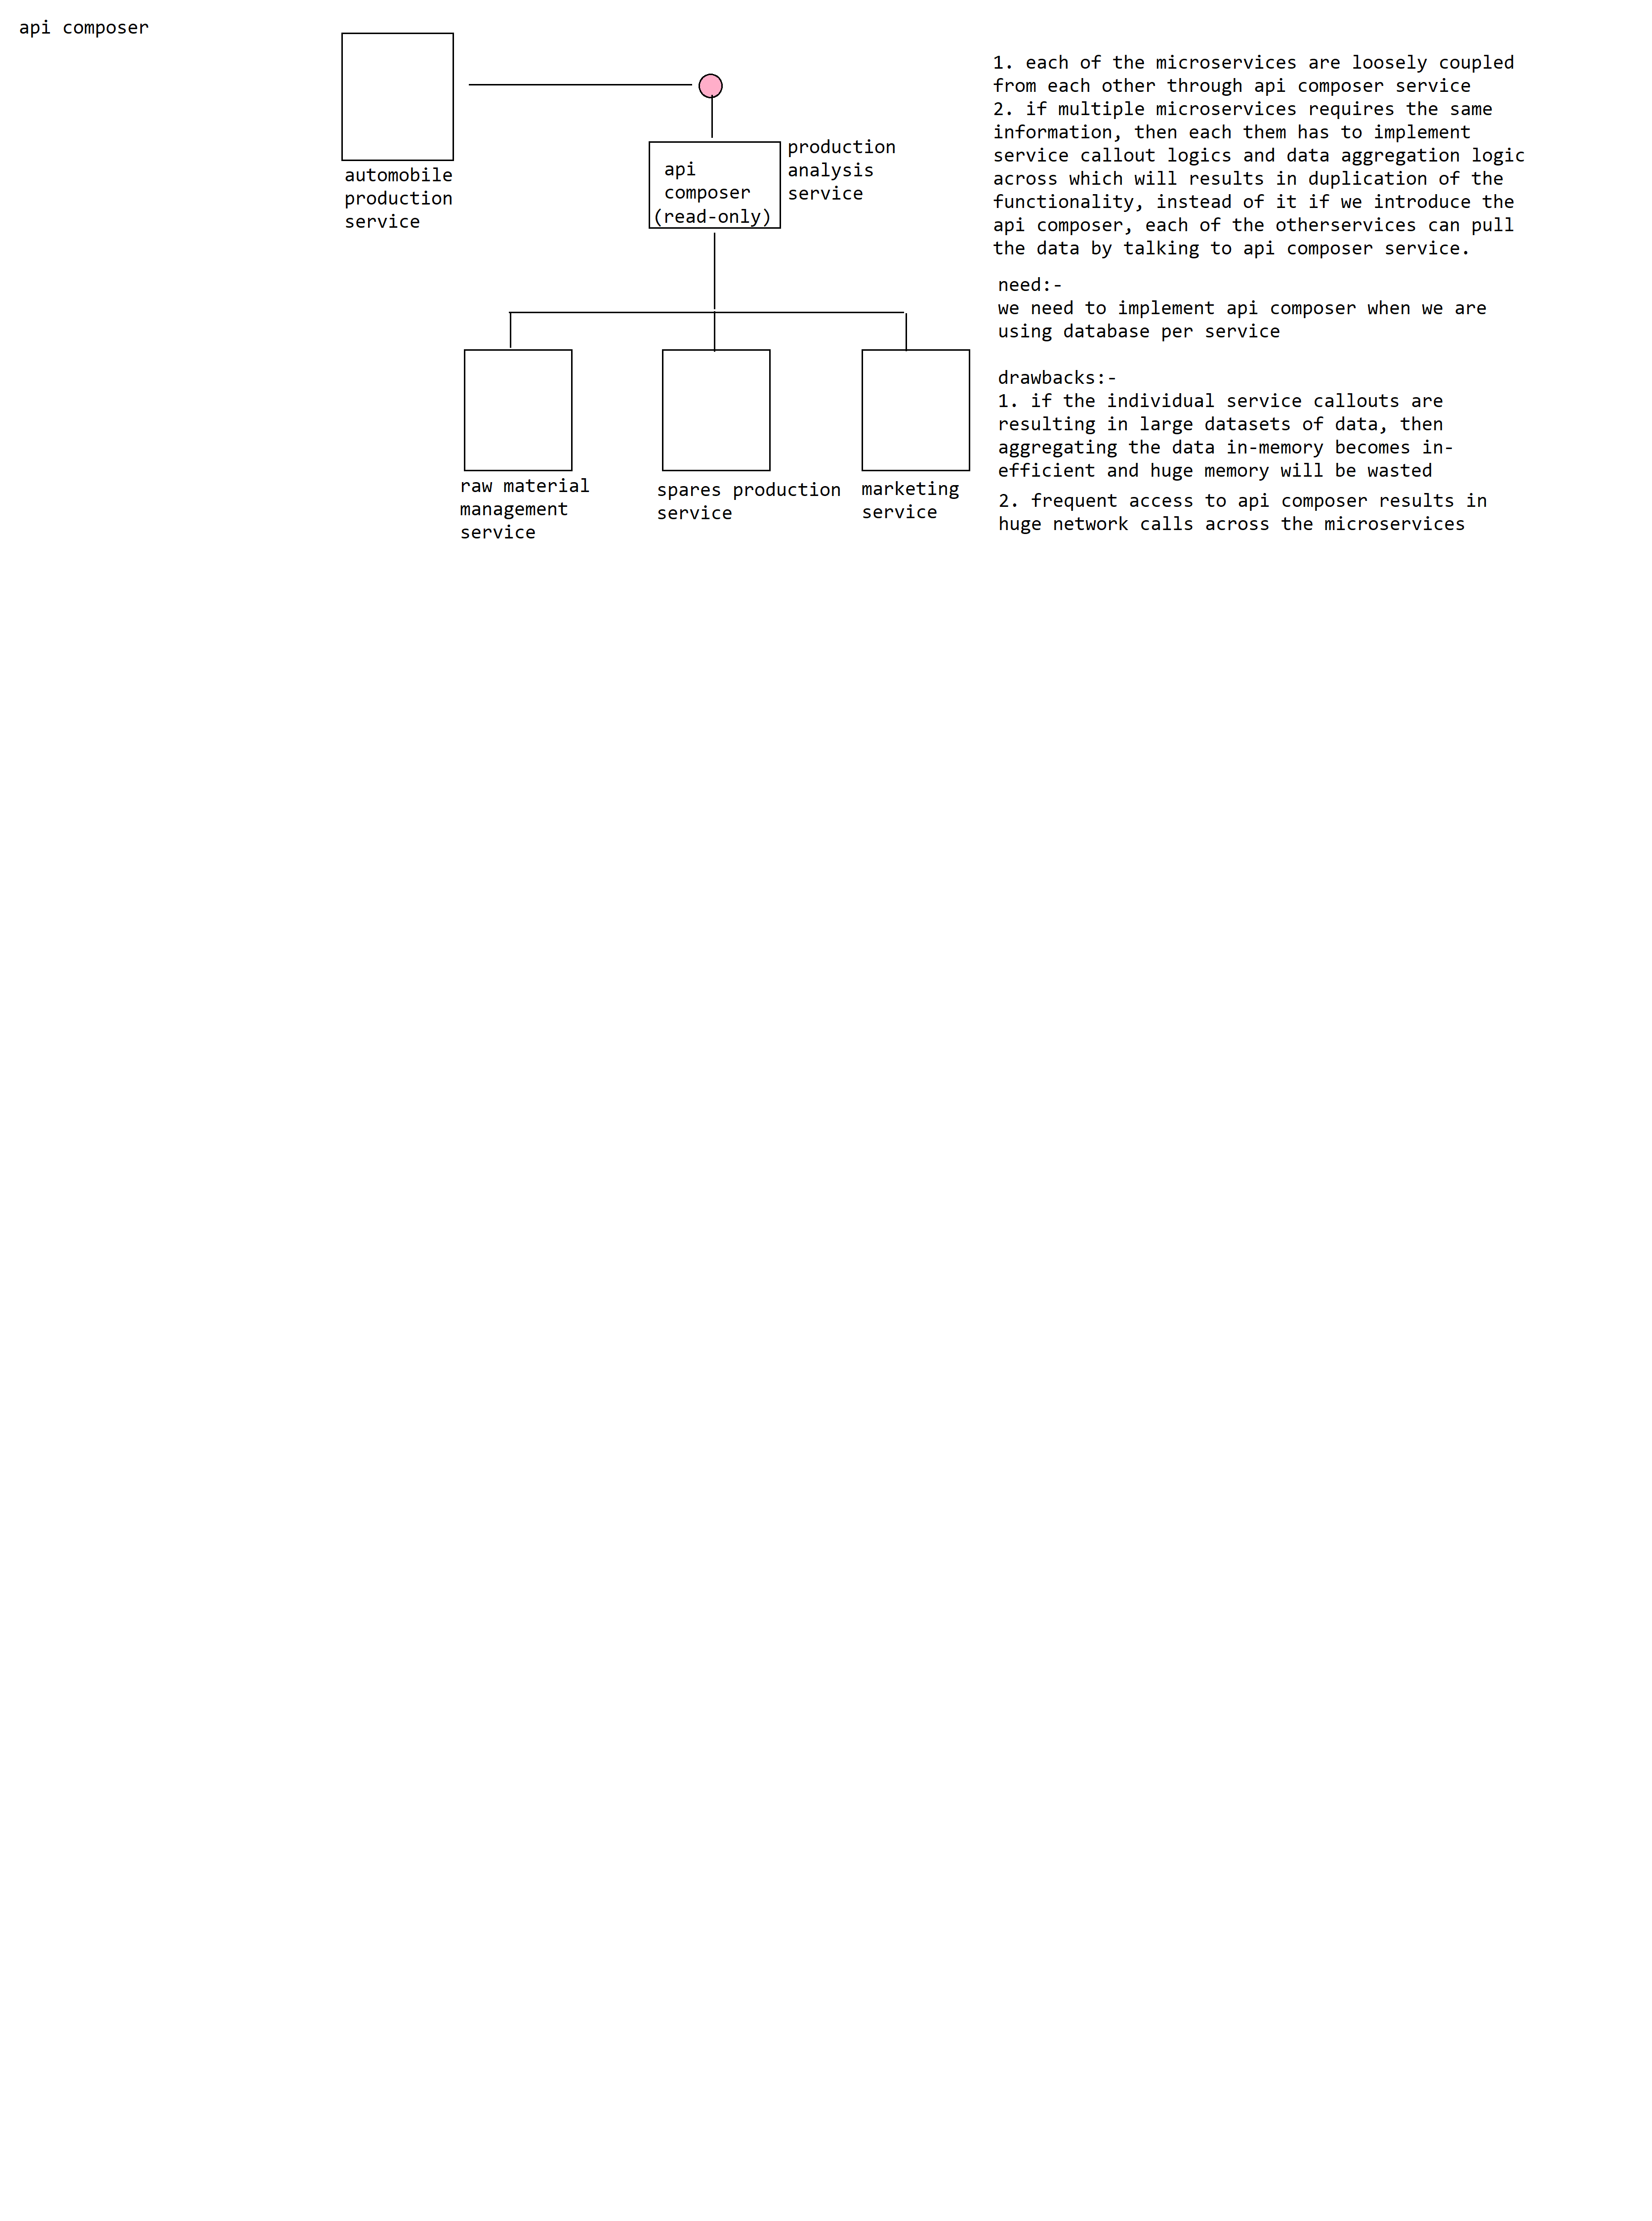 api composer
automobile
production
service
api
composer
(read-only)
production
analysis
service
raw material
management
service
spares production
service
marketing
service
1. each of the microservices are loosely coupled
from each other through api composer service
2. if multiple microservices requires the same
information, then each them has to implement
service callout logics and data aggregation logic
across which will results in duplication of the
functionality, instead of it if we introduce the
api composer, each of the otherservices can pull
the data by talking to api composer service.
need:-
we need to implement api composer when we are
using database per service
drawbacks:-
1. if the individual service callouts are
resulting in large datasets of data, then
aggregating the data in-memory becomes in-
efficient and huge memory will be wasted
2. frequent access to api composer results in
huge network calls across the microservices